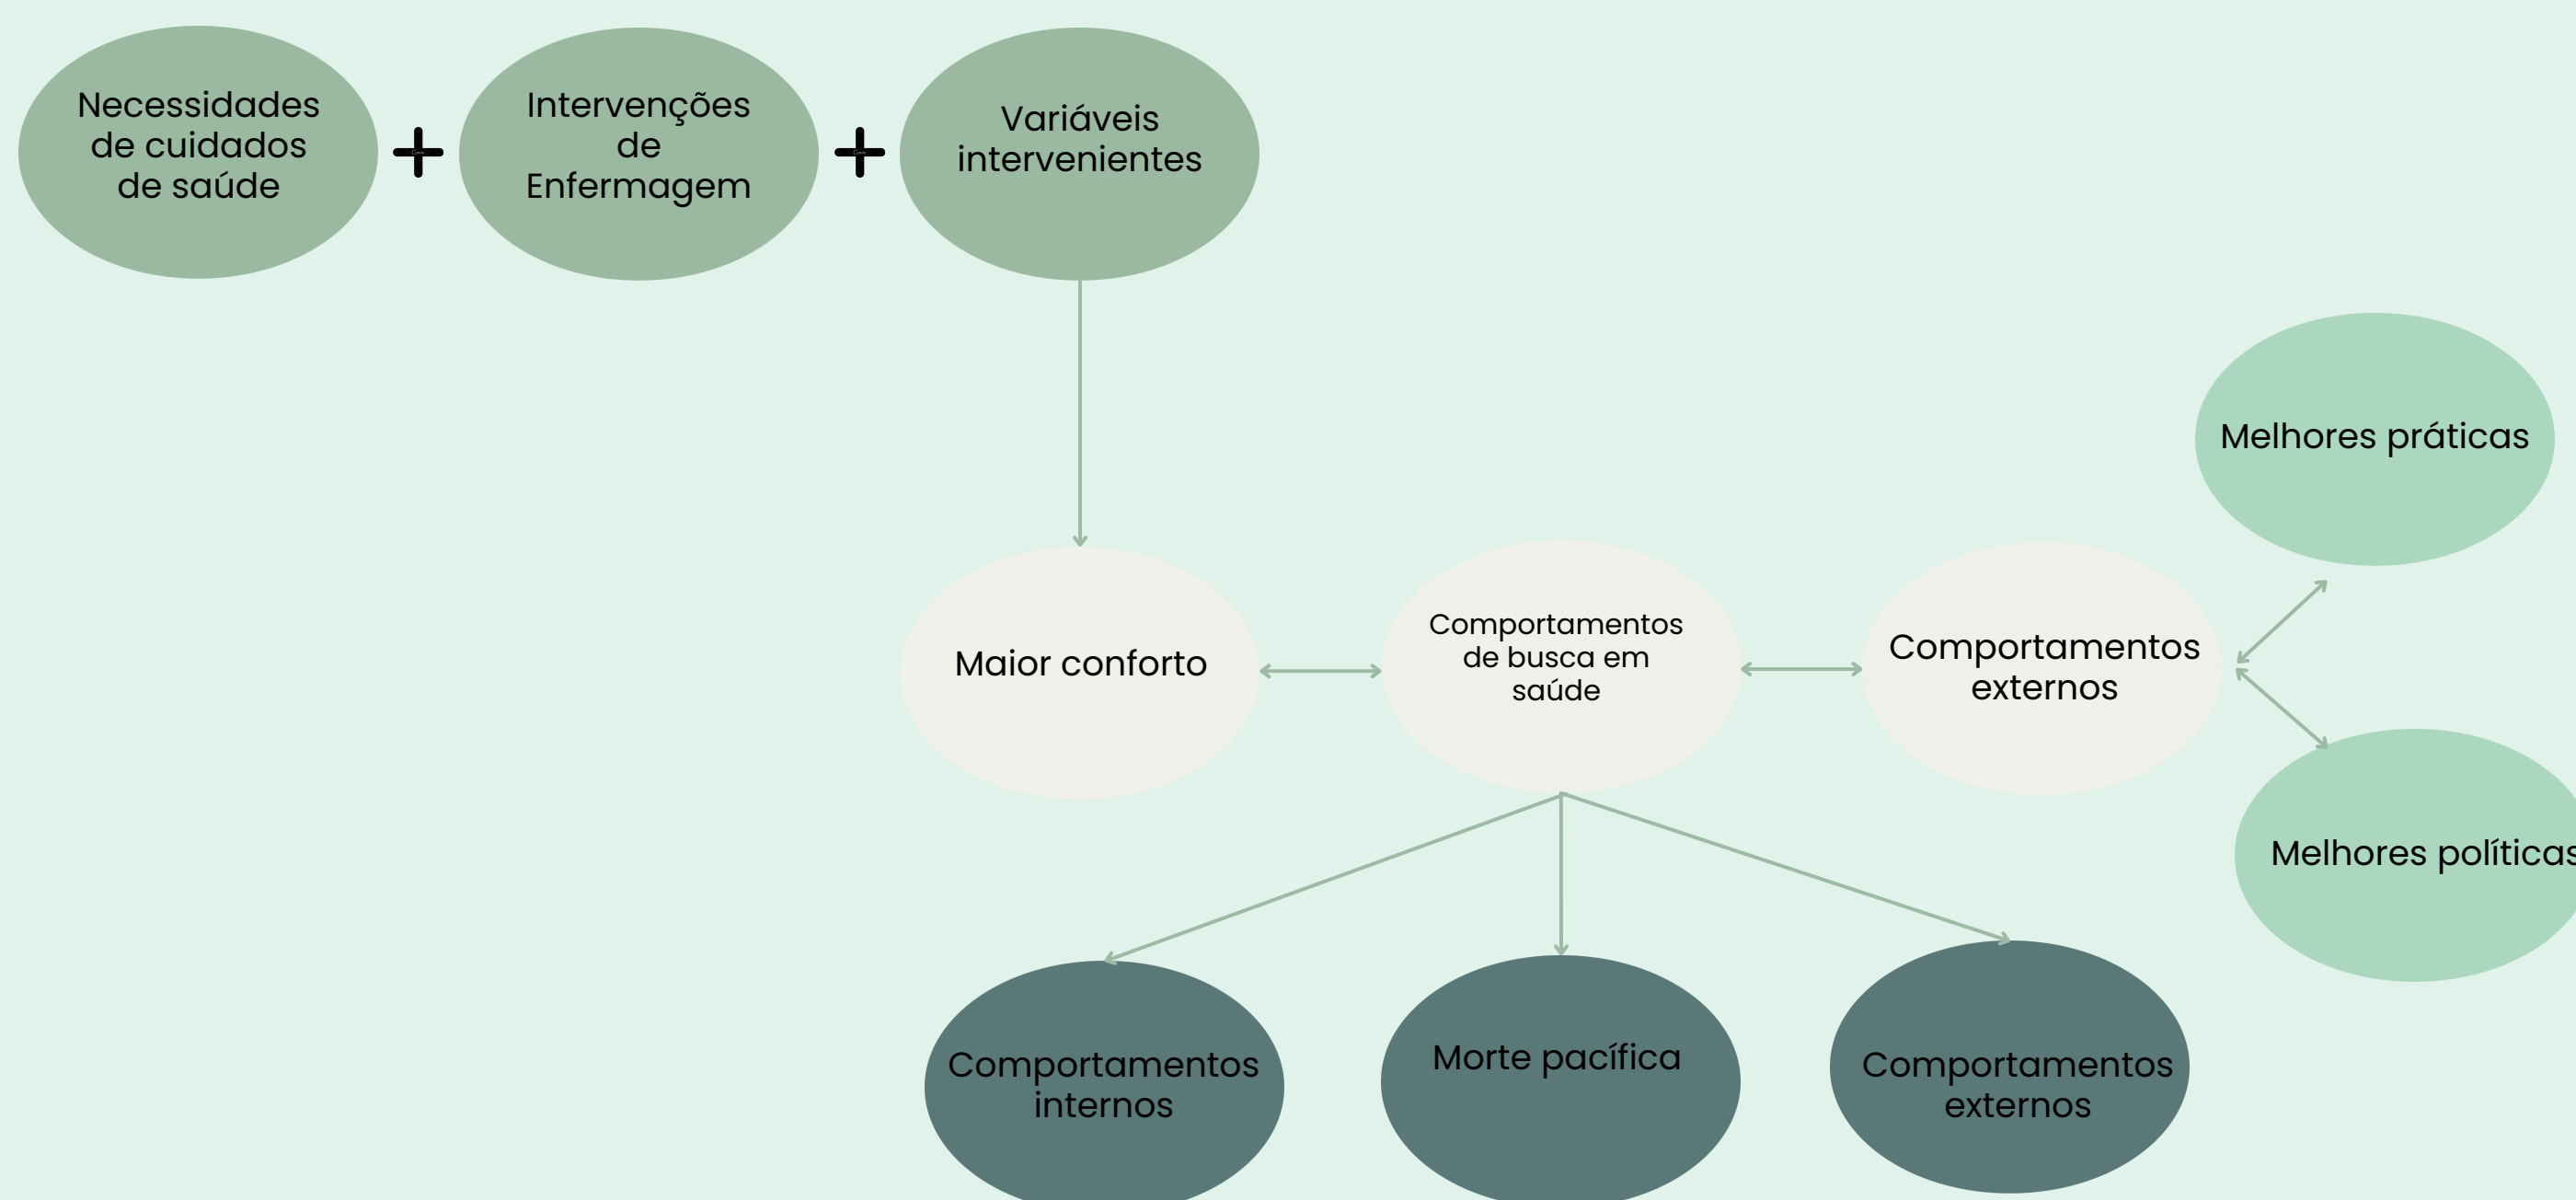 Necessidades
de cuidados
de saúde
Intervenções
de
Enfermagem
Variáveis
intervenientes
Melhores práticas
Maior conforto
Comportamentos
de busca em
saúde
Comportamentos
externos
Melhores políticas
Comportamentos
internos
Morte pacífica
Comportamentos
externos